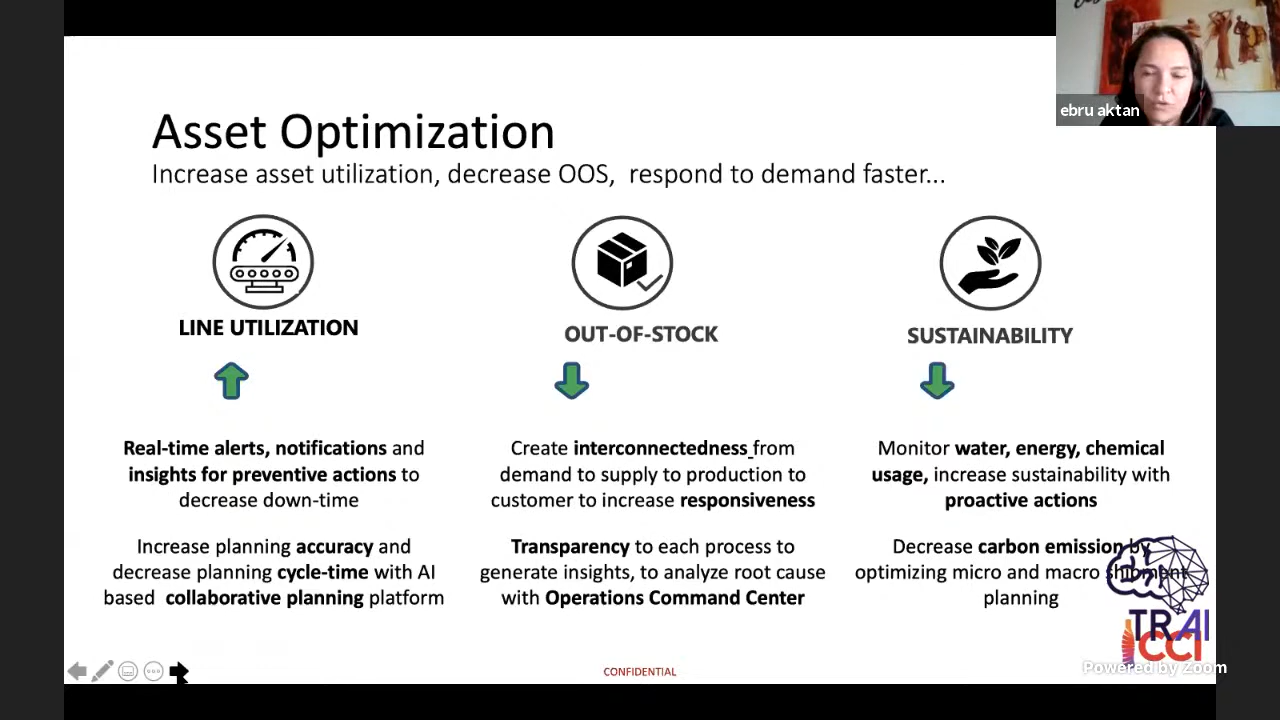 ebru aktan
Asset Optimization
Increase asset utilization, decrease OOS, respond to demand faster...
LINE UTILIZATION
Real-time alerts, notifications and
insights for preventive actions to
decrease down-time
Increase planning accuracy and
decrease planning cycle-time with AI
based collaborative planning platform
OUT-OF-STOCK
Create interconnectedness from
demand to supply to production to
customer to increase responsiveness
Transparency to each process to
generate insights, to analyze root cause
with Operations Command Center
SUSTAINABILITY
Monitor water, energy, chemical
usage, increase sustainability with
proactive actions
Decrease carbon emission by
optimizing micro and macro shipment
planning
TRAI
CCI
CONFIDENTIAL
Powered by Zoom